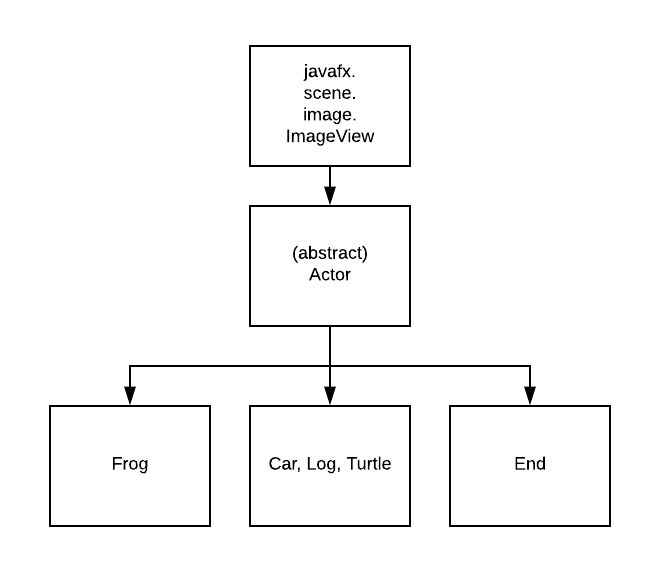 javafx.
scene.
image.
ImageView
(abstract)
Actor
Frog
Car, Log, Turtle
End